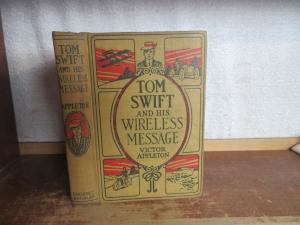 TOM
SWIFT
AND HIS
WIRELESS
MESSAGE
APPLETON
TOM
SWIFT
AND HIS
WIRELESS
MESSAGE
VICTOR
APPLETON